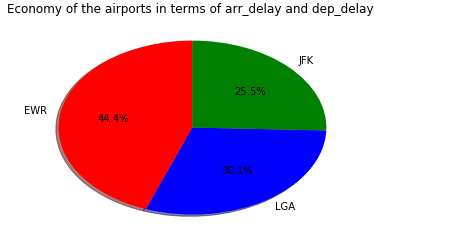 Economy of the airports in terms of arr_delay and dep_delay
JFK
25.5%
EWR
44.4%
30.1%
LGA